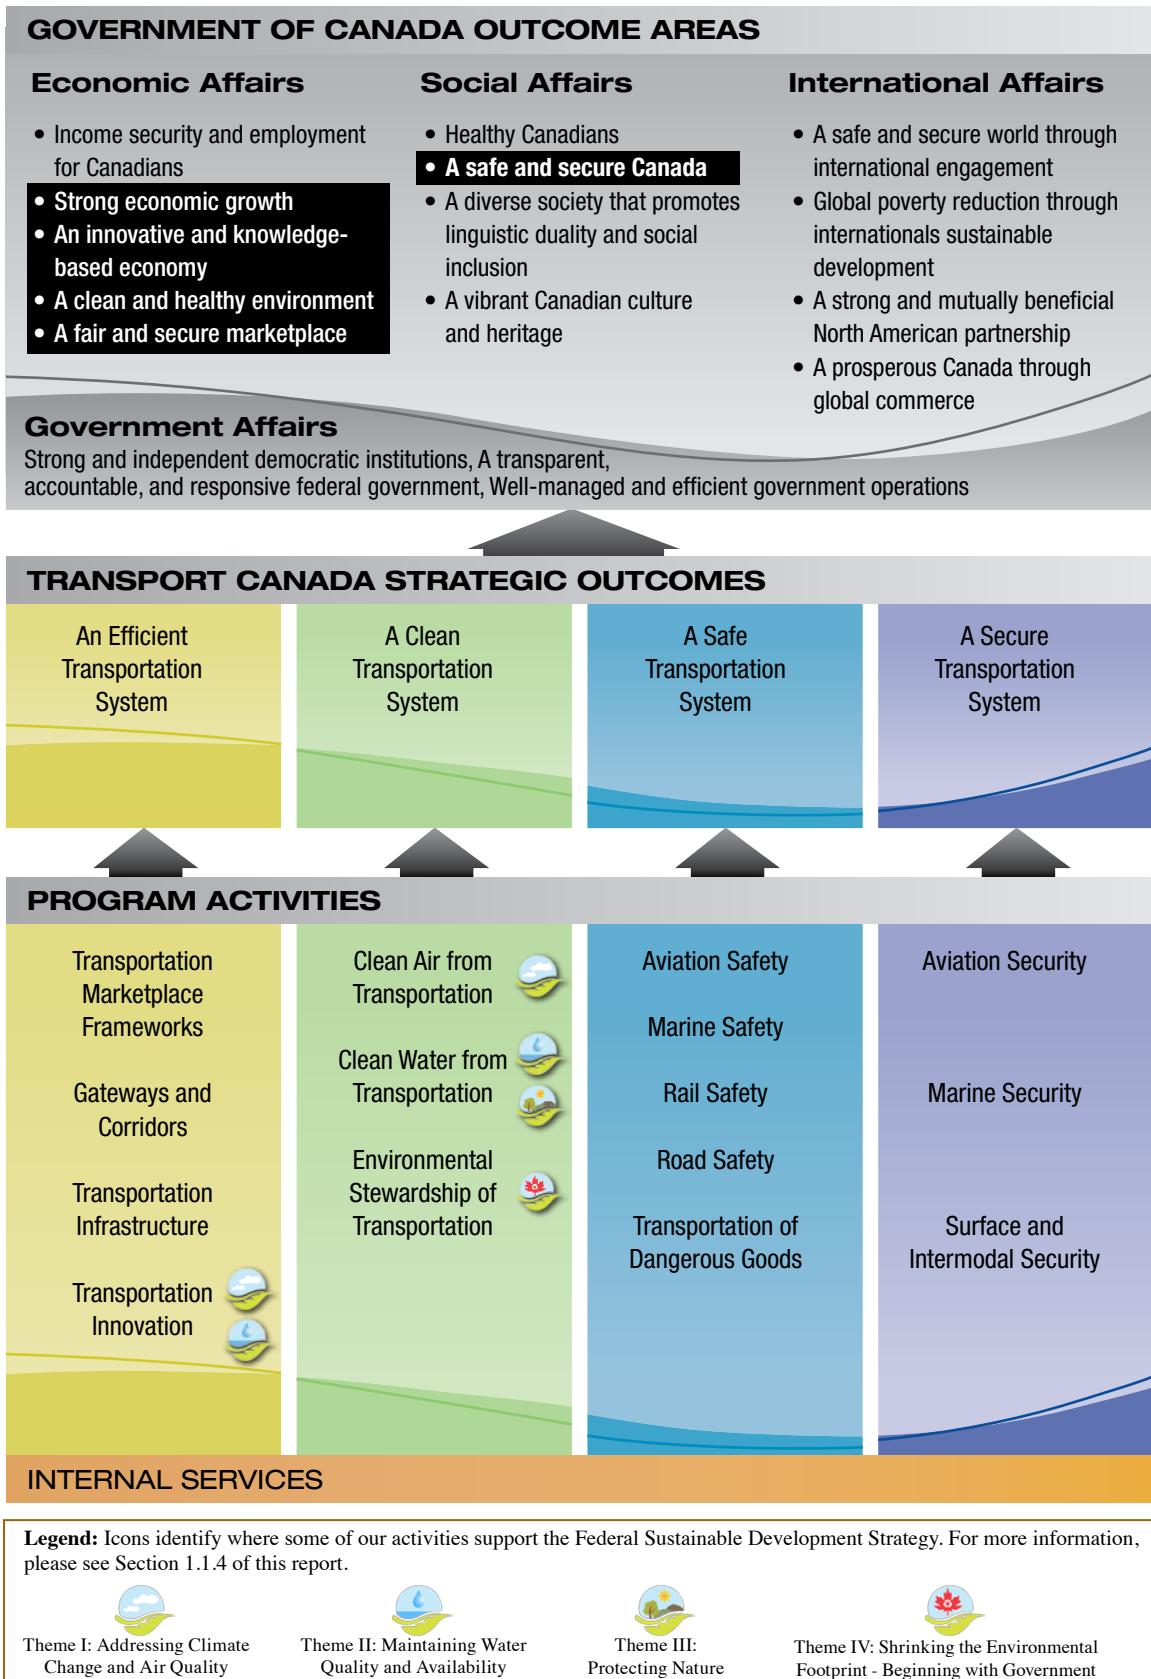 GOVERNMENT OF CANADA OUTCOME AREAS
Economic Affairs
• Income security and employment
for Canadians
• Strong economic growth
• An innovative and knowledge-
based economy
• A clean and healthy environment
• A fair and secure marketplace
Social Affairs
• Healthy Canadians
• A safe and secure Canada
• A diverse society that promotes
linguistic duality and social
inclusion
• A vibrant Canadian culture
and heritage
International Affairs
• A safe and secure world through
international engagement
• Global poverty reduction through
internationals sustainable
development
• A strong and mutually beneficial
North American partnership
• A prosperous Canada through
global commerce
Government Affairs
Strong and independent democratic institutions, A transparent,
accountable, and responsive federal government, Well-managed and efficient government operations
TRANSPORT CANADA STRATEGIC OUTCOMES
An Efficient
Transportation
System
A Clean
Transportation
System
A Safe
Transportation
System
A Secure
Transportation
System
PROGRAM ACTIVITIES
Transportation
Marketplace
Frameworks
Gateways and
Corridors
Transportation
Infrastructure
Transportation
Innovation
Clean Air from
Transportation
Clean Water from
Transportation
Environmental
Stewardship of
Transportation
Aviation Safety
Marine Safety
Rail Safety
Road Safety
Transportation of
Dangerous Goods
Aviation Security
Marine Security
Surface and
Intermodal Security
INTERNAL SERVICES
Legend: Icons identify where some of our activities support the Federal Sustainable Development Strategy. For more information,
please see Section 1.1.4 of this report.
Theme I: Addressing Climate
Change and Air Quality
Theme II: Maintaining Water
Quality and Availability
Theme III:
Protecting Nature
Theme IV: Shrinking the Environmental
Footprint - Beginning with Government